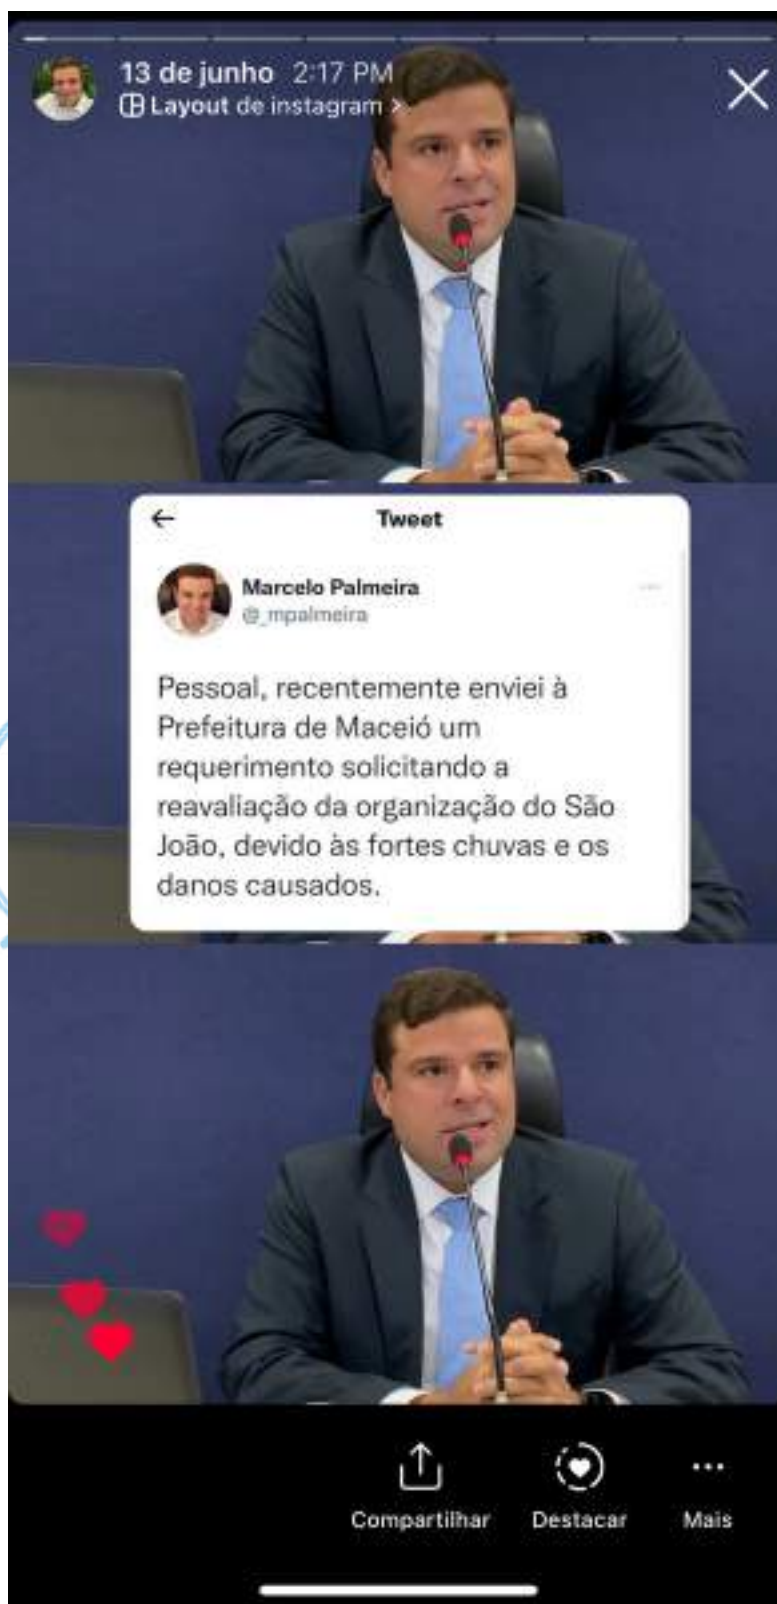 13 de junho 2:17 PM
Layout de instagram >
Tweet
Marcelo Palmeira
@_mpalmeira
Pessoal, recentemente enviei à
Prefeitura de Maceió um
requerimento solicitando a
reavaliação da organização do São
João, devido às fortes chuvas e os
danos causados.
Compartilhar Destacar Mais